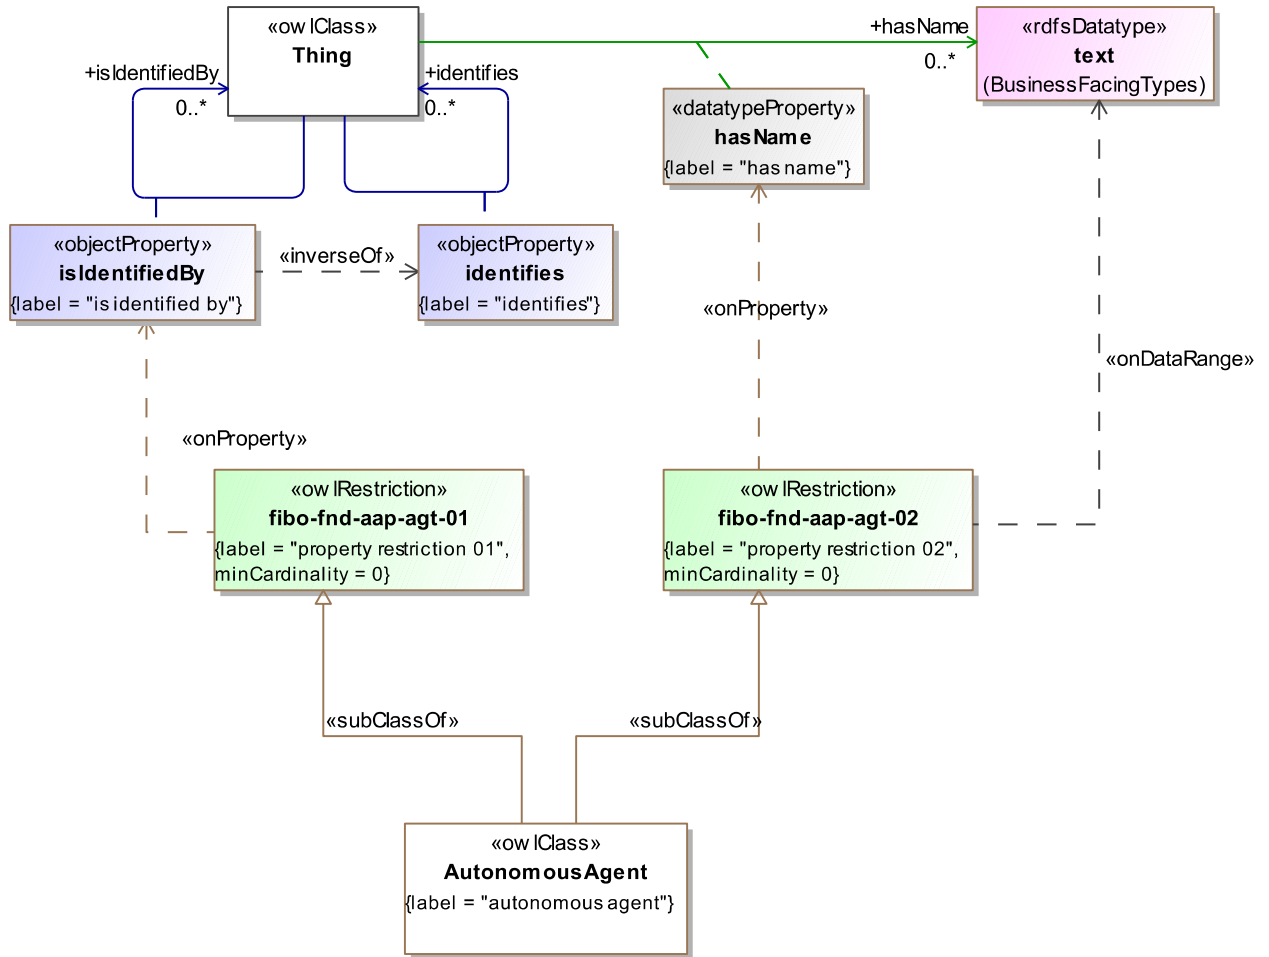 «owlClass»
Thing
+hasName
0..*
«rdfsDatatype»
text
(BusinessFacingTypes)
+isIdentifiedBy
0..*
+identifies
0..*
«datatypeProperty»
hasName
{label = "has name"}
«objectProperty»
isIdentifiedBy
{label = "is identified by"}
«inverseOf»
«objectProperty»
identifies
{label = "identifies"}
«onProperty»
«onDataRange»
«onProperty»
«owlRestriction»
fibo-fnd-aap-agt-01
{label = "property restriction 01",
minCardinality = 0}
«owlRestriction»
fibo-fnd-aap-agt-02
{label = "property restriction 02",
minCardinality = 0}
«subClassOf»
«subClassOf»
«owlClass»
AutonomousAgent
{label = "autonomous agent"}